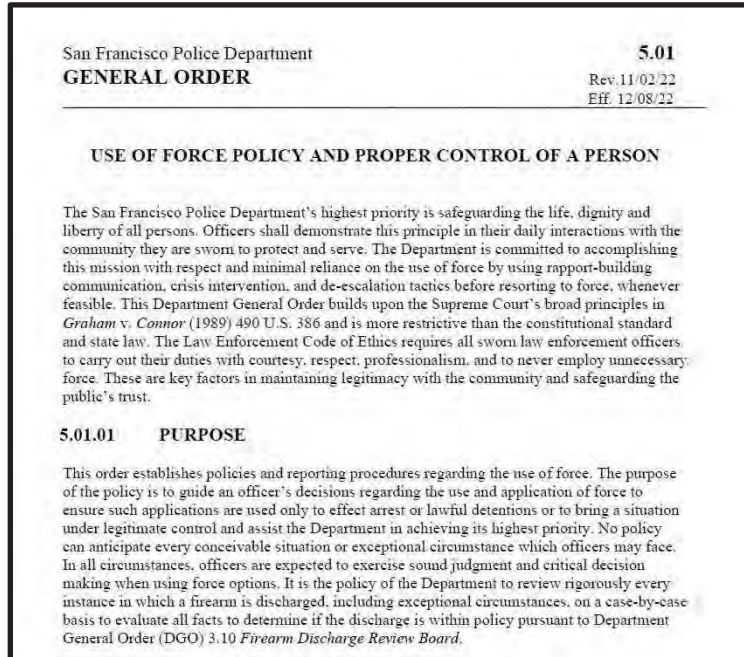 San Francisco Police Department 5.01
GENERAL ORDER Rev.11/02/22
Eff. 12/08/22
USE OF FORCE POLICY AND PROPER CONTROL OF A PERSON
The San Francisco Police Department's highest priority is safeguarding the life, dignity and
liberty of all persons. Officers shall demonstrate this principle in their daily interactions with the
community they are sworn to protect and serve. The Department is committed to accomplishing
this mission with respect and minimal reliance on the use of force by using rapport-building
communication, crisis intervention, and de-escalation tactics before resorting to force, whenever
feasible. This Department General Order builds upon the Supreme Court's broad principles in
Graham v. Connor (1989) 490 U.S. 386 and is more restrictive than the constitutional standard
and state law. The Law Enforcement Code of Ethics requires all sworn law enforcement officers
to carry out their duties with courtesy, respect, professionalism, and to never employ unnecessary
force. These are key factors in maintaining legitimacy with the community and safeguarding the
public's trust.
5.01.01 PURPOSE
This order establishes policies and reporting procedures regarding the use of force. The purpose
of the policy is to guide an officer's decisions regarding the use and application of force to
ensure such applications are used only to effect arrest or lawful detentions or to bring a situation
under legitimate control and assist the Department in achieving its highest priority. No policy
can anticipate every conceivable situation or exceptional circumstance which officers may face.
In all circumstances, officers are expected to exercise sound judgment and critical decision
making when using force options. It is the policy of the Department to review rigorously every
instance in which a firearm is discharged, including exceptional circumstances, on a case-by-case
basis to evaluate all facts to determine if the discharge is within policy pursuant to Department
General Order (DGO) 3.10 Firearm Discharge Review Board.